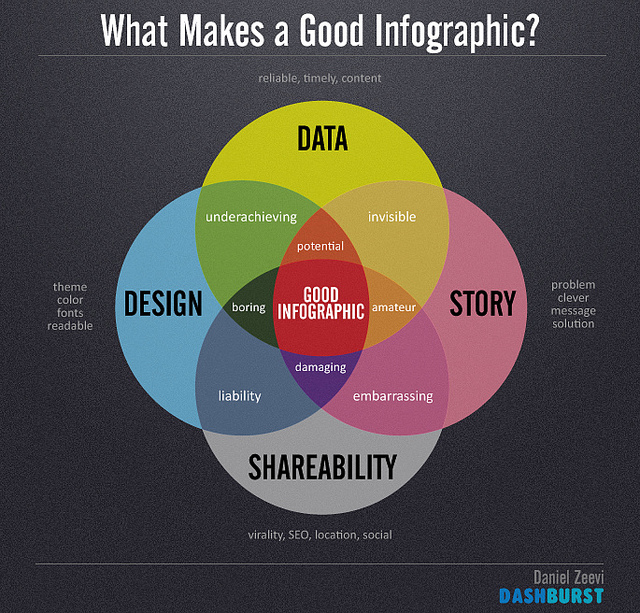 What Makes a Good Infographic?
reliable, timely, content
DATA
underachieving
invisible
potential
theme
color
fonts
readable
DESIGN
boring
GOOD
INFOGRAPHIC
amateur
STORY
problem
clever
message
solution
damaging
liability
embarrassing
SHAREABILITY
virality, SEO, location, social
Daniel Zeevi
DASHBURST